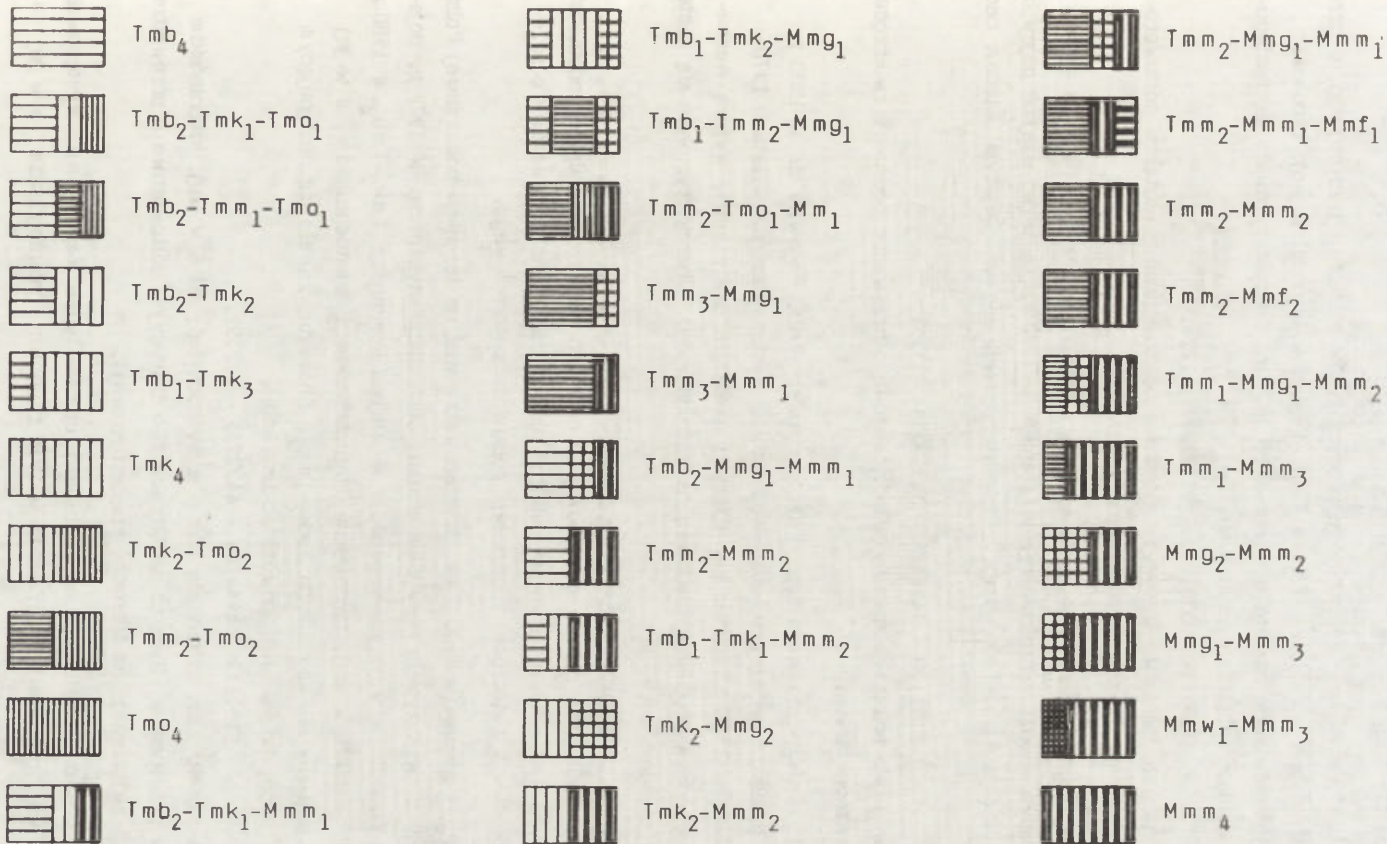 Tmb₄
Tmb₂-Tmk₁-Tmo₁
Tmb₂-Tmm₁-Tmo₁
Tmb₂-Tmk₂
Tmb₁-Tmk₃
Tmk₄
Tmk₂-Tmo₂
Tmm₂-Tmo₂
Tmo₄
Tmb₂-Tmk₁-Mmm₁
Tmb₁-Tmk₂-Mmg₁
Tmb₁-Tmm₂-Mmg₁
Tmm₂-Tmo₁-Mm₁
Tmm₃-Mmg₁
Tmm₃-Mmm₁
Tmb₂-Mmg₁-Mmm₁
Tmm₂-Mmm₂
Tmb₁-Tmk₁-Mmm₂
Tmk₂-Mmg₂
Tmk₂-Mmm₂
Tmm₂-Mmg₁-Mmm₁
Tmm₂-Mmm₁-Mmf₁
Tmm₂-Mmm₂
Tmm₂-Mmf₂
Tmm₁-Mmg₁-Mmm₂
Tmm₁-Mmm₃
Mmg₂-Mmm₂
Mmg₁-Mmm₃
Mmw₁-Mmm₃
Mmm₄